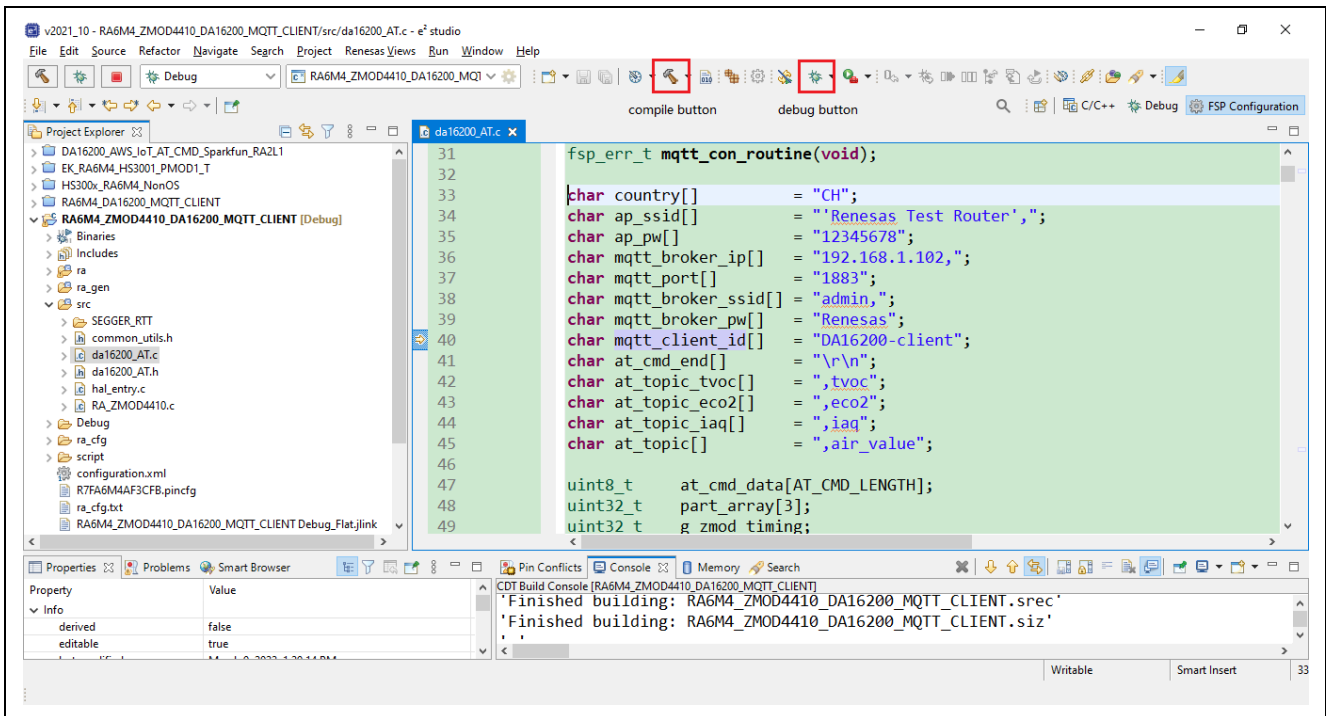 v2021_10 - RA6M4_ZMOD4410_DA16200_MQTT_CLIENT/src/da16200_AT.c - e² studio
File Edit Source Refactor Navigate Search Project Renesas Views Run Window Help
Debug
RA6M4_ZMOD4410_DA16200_MQ1
compile button
debug button
C/C++
Debug
FSP Configuration
Project Explorer
DA16200_AWS_IoT_AT_CMD_Sparkfun_RA2L1
EK_RA6M4_HS3001_PMOD1_T
HS300x_RA6M4_NonOS
RA6M4_DA16200_MQTT_CLIENT
RA6M4_ZMOD4410_DA16200_MQTT_CLIENT [Debug]
Binaries
Includes
ra
ra_gen
src
SEGGER_RTT
common_utils.h
da16200_AT.c
da16200_AT.h
hal_entry.c
RA_ZMOD4410.c
Debug
ra_cfg
script
configuration.xml
R7FA6M4AF3CFB.pincfg
ra_cfg.txt
RA6M4_ZMOD4410_DA16200_MQTT_CLIENT Debug_Flat.jlink
da16200_AT.c
31 fsp_err_t mqtt_con_routine(void);
32
33 char country[] = "CH";
34 char ap_ssid[] = "'Renesas Test Router',";
35 char ap_pw[] = "12345678";
36 char mqtt_broker_ip[] = "192.168.1.102,";
37 char mqtt_port[] = "1883";
38 char mqtt_broker_ssid[] = "admin,";
39 char mqtt_broker_pw[] = "Renesas";
40 char mqtt_client_id[] = "DA16200-client";
41 char at_cmd_end[] = "\r\n";
42 char at_topic_tvoc[] = ",tvoc";
43 char at_topic_eco2[] = ",eco2";
44 char at_topic_iaq[] = ",iaq";
45 char at_topic[] = ",air_value";
46
47 uint8_t at_cmd_data[AT_CMD_LENGTH];
48 uint32_t part_array[3];
49 uint32_t g_zmod_timing;
Properties
Problems
Smart Browser
Property Value
Info
derived false
editable true
Pin Conflicts
Console
Memory
Search
CDT Build Console [RA6M4_ZMOD4410_DA16200_MQTT_CLIENT]
'Finished building: RA6M4_ZMOD4410_DA16200_MQTT_CLIENT.srec'
'Finished building: RA6M4_ZMOD4410_DA16200_MQTT_CLIENT.siz'
' '
Writable
Smart Insert
33